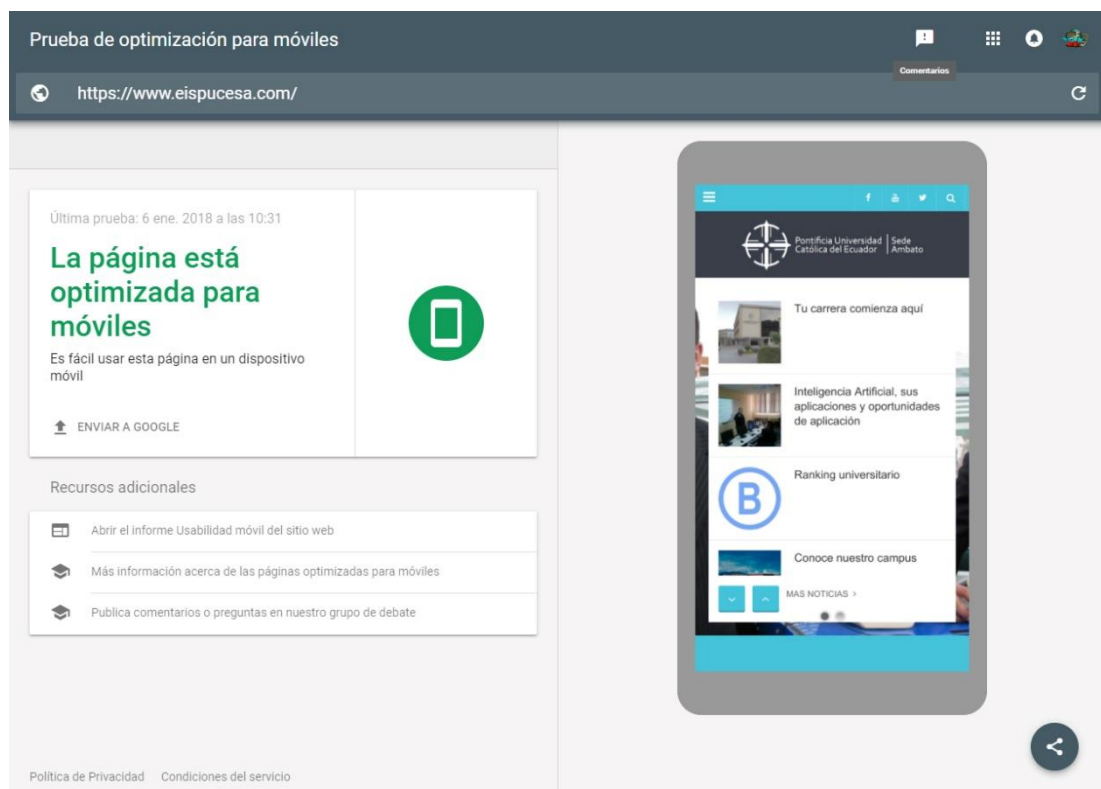 Prueba de optimización para móviles
Comentarios
https://www.eispucesa.com/
Última prueba: 6 ene. 2018 a las 10:31
La página está
optimizada para
móviles
Es fácil usar esta página en un dispositivo
móvil
ENVIAR A GOOGLE
Recursos adicionales
Abrir el informe Usabilidad móvil del sitio web
Más información acerca de las páginas optimizadas para móviles
Publica comentarios o preguntas en nuestro grupo de debate
Política de Privacidad Condiciones del servicio
Pontificia Universidad
Católica del Ecuador
Sede
Ambato
Tu carrera comienza aquí
Inteligencia Artificial, sus
aplicaciones y oportunidades
de aplicación
B
Ranking universitario
Conoce nuestro campus
MAS NOTICIAS >